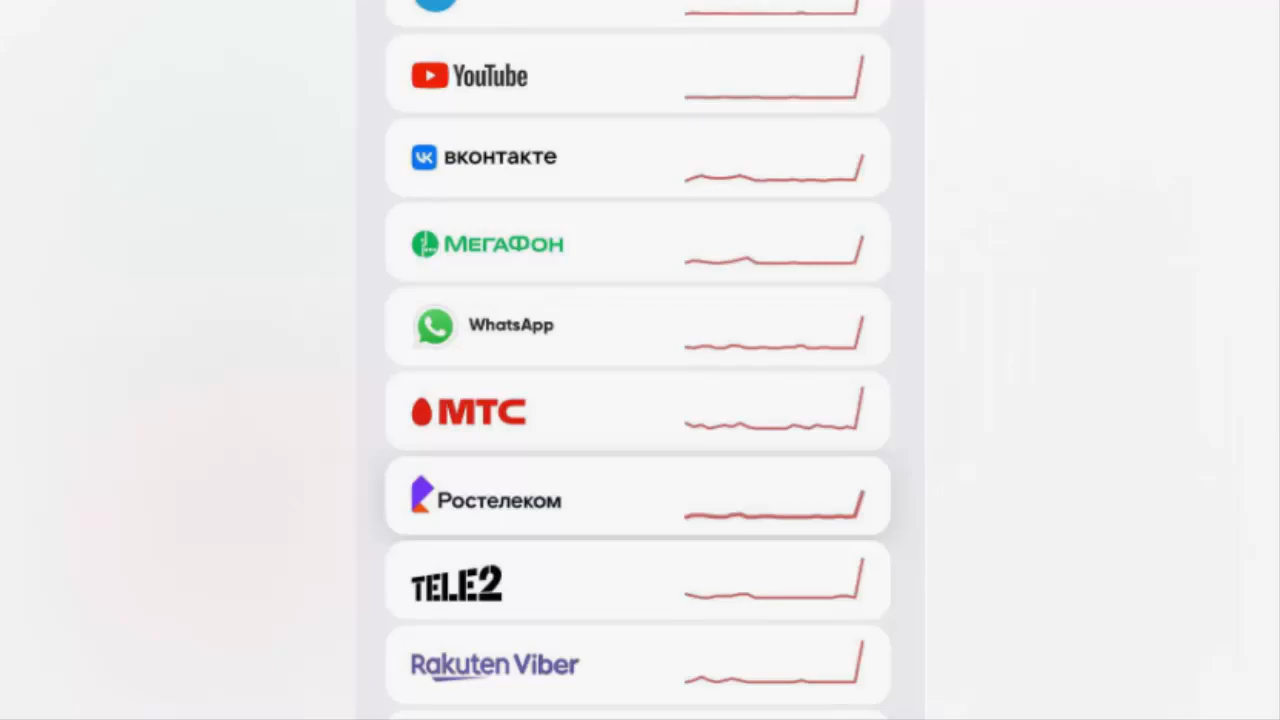 YouTube
вконтакте
МЕГАФОН
WhatsApp
МТС
Ростелеком
TELE2
Rakuten Viber